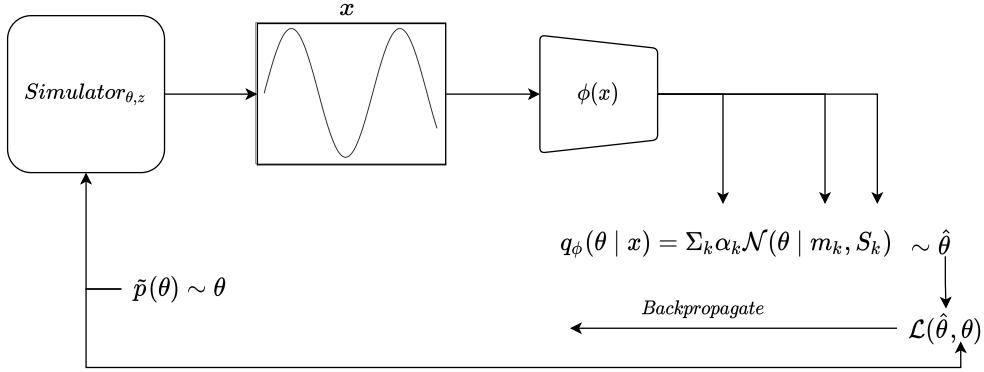 x
Simulator_{θ,z}
ϕ(x)
q_ϕ(θ | x) = Σ_k α_k 𝒩(θ | m_k, S_k) ∼ θ̂
p̃(θ) ∼ θ
Backpropagate
ℒ(θ̂, θ)